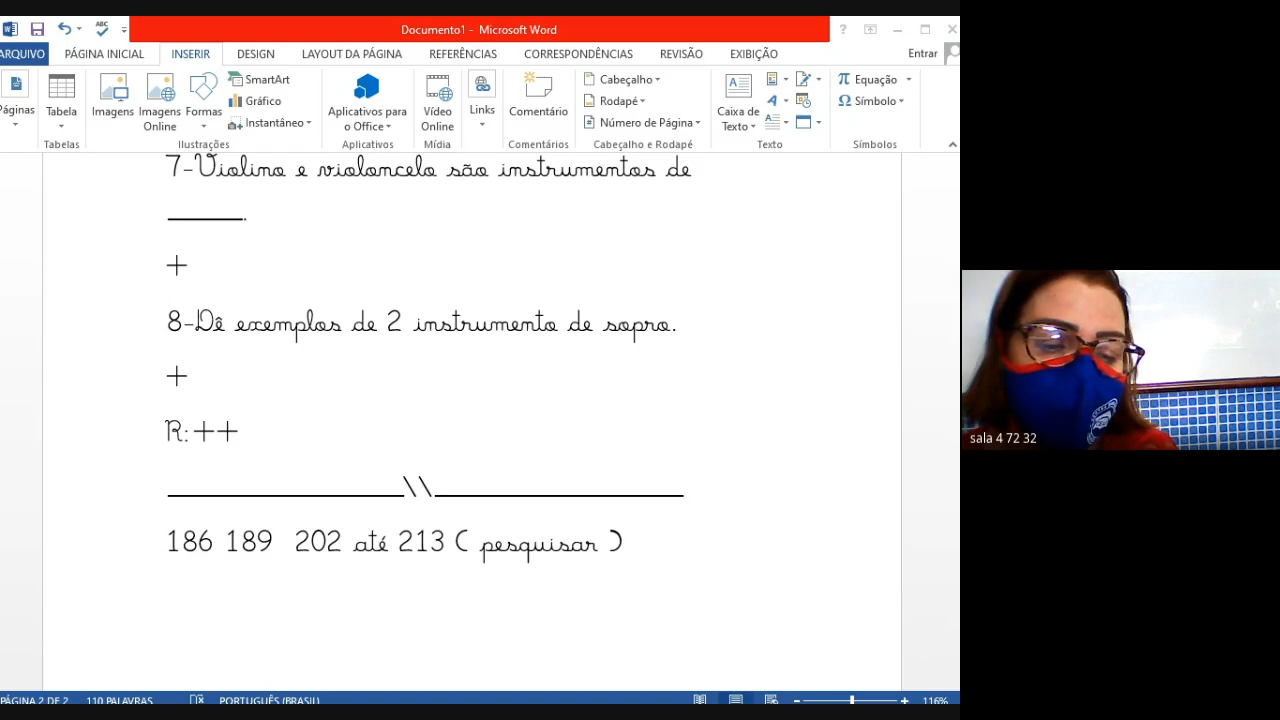 Documento1 - Microsoft Word
ABC
ARQUIVO PÁGINA INICIAL INSERIR DESIGN LAYOUT DA PÁGINA REFERÊNCIAS CORRESPONDÊNCIAS REVISÃO EXIBIÇÃO Entrar
Páginas
Tabela
Tabelas
Imagens
Imagens Online
Formas
SmartArt
Gráfico
Instantâneo
Ilustrações
Aplicativos para o Office
Aplicativos
Vídeo Online
Mídia
Links
Comentário
Comentários
Cabeçalho
Rodapé
Número de Página
Cabeçalho e Rodapé
Caixa de Texto
Texto
π Equação
Ω Símbolo
Símbolos
7-Violino e violoncelo são instrumentos de
________.
+
8-Dê exemplos de 2 instrumento de sopro.
+
R:++
____________________\\____________________
186 189 202 até 213 ( pesquisar )
sala 4 72 32
PÁGINA 2 DE 2 110 PALAVRAS PORTUGUÊS (BRASIL) 116%